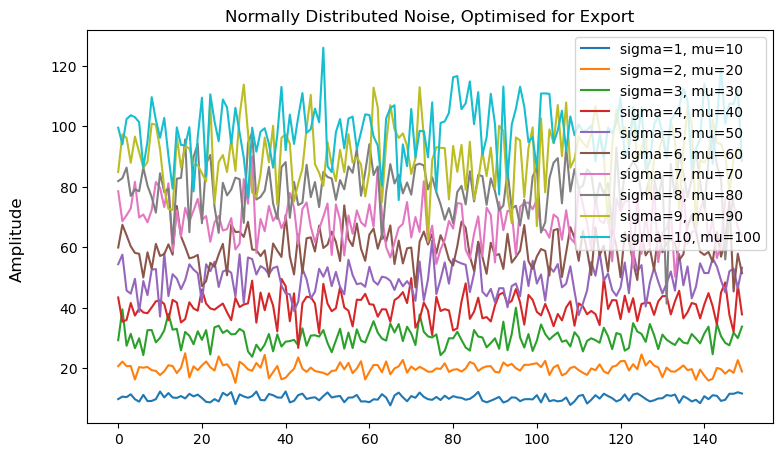 Normally Distributed Noise, Optimised for Export
Amplitude
120
100
80
60
40
20
0
20
40
60
80
100
120
140
sigma=1, mu=10
sigma=2, mu=20
sigma=3, mu=30
sigma=4, mu=40
sigma=5, mu=50
sigma=6, mu=60
sigma=7, mu=70
sigma=8, mu=80
sigma=9, mu=90
sigma=10, mu=100